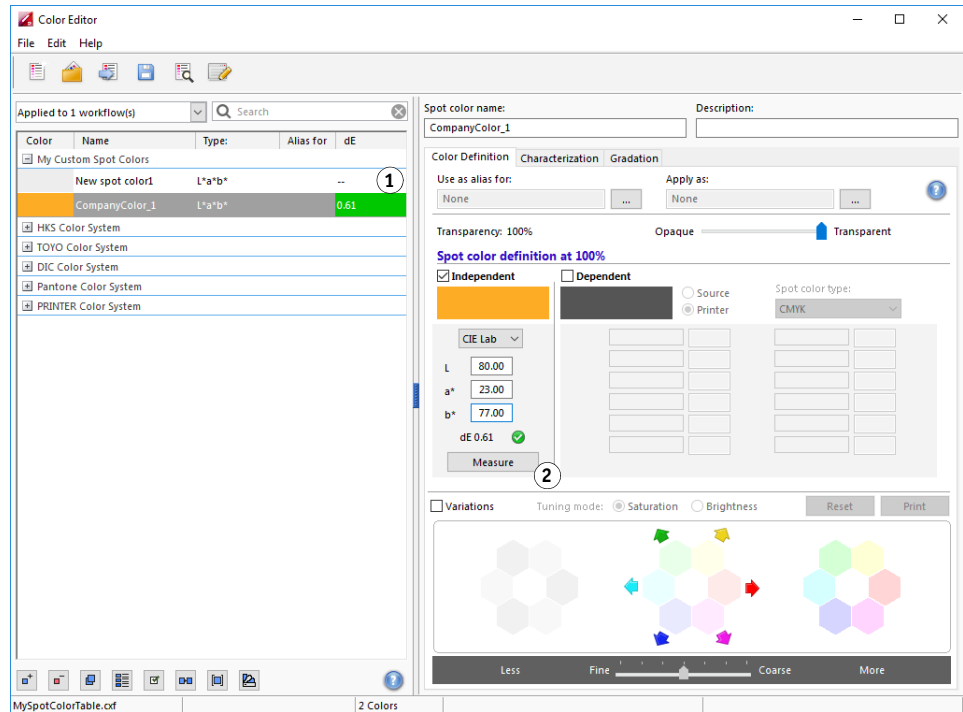 Color Editor
File Edit Help
Applied to 1 workflow(s) Search
Color Name Type: Alias for dE
My Custom Spot Colors
New spot color1 L*a*b* -- 1
CompanyColor_1 L*a*b* 0.61
HKS Color System
TOYO Color System
DIC Color System
Pantone Color System
PRINTER Color System
Spot color name: Description:
CompanyColor_1
Color Definition Characterization Gradation
Use as alias for: Apply as:
None ... None ...
Transparency: 100% Opaque Transparent
Spot color definition at 100%
Independent Dependent
Source Spot color type:
Printer CMYK
CIE Lab
L 80.00
a* 23.00
b* 77.00
dE 0.61
Measure
2
Variations Tuning mode: Saturation Brightness Reset Print
Less Fine Coarse More
MySpotColorTable.cxf 2 Colors